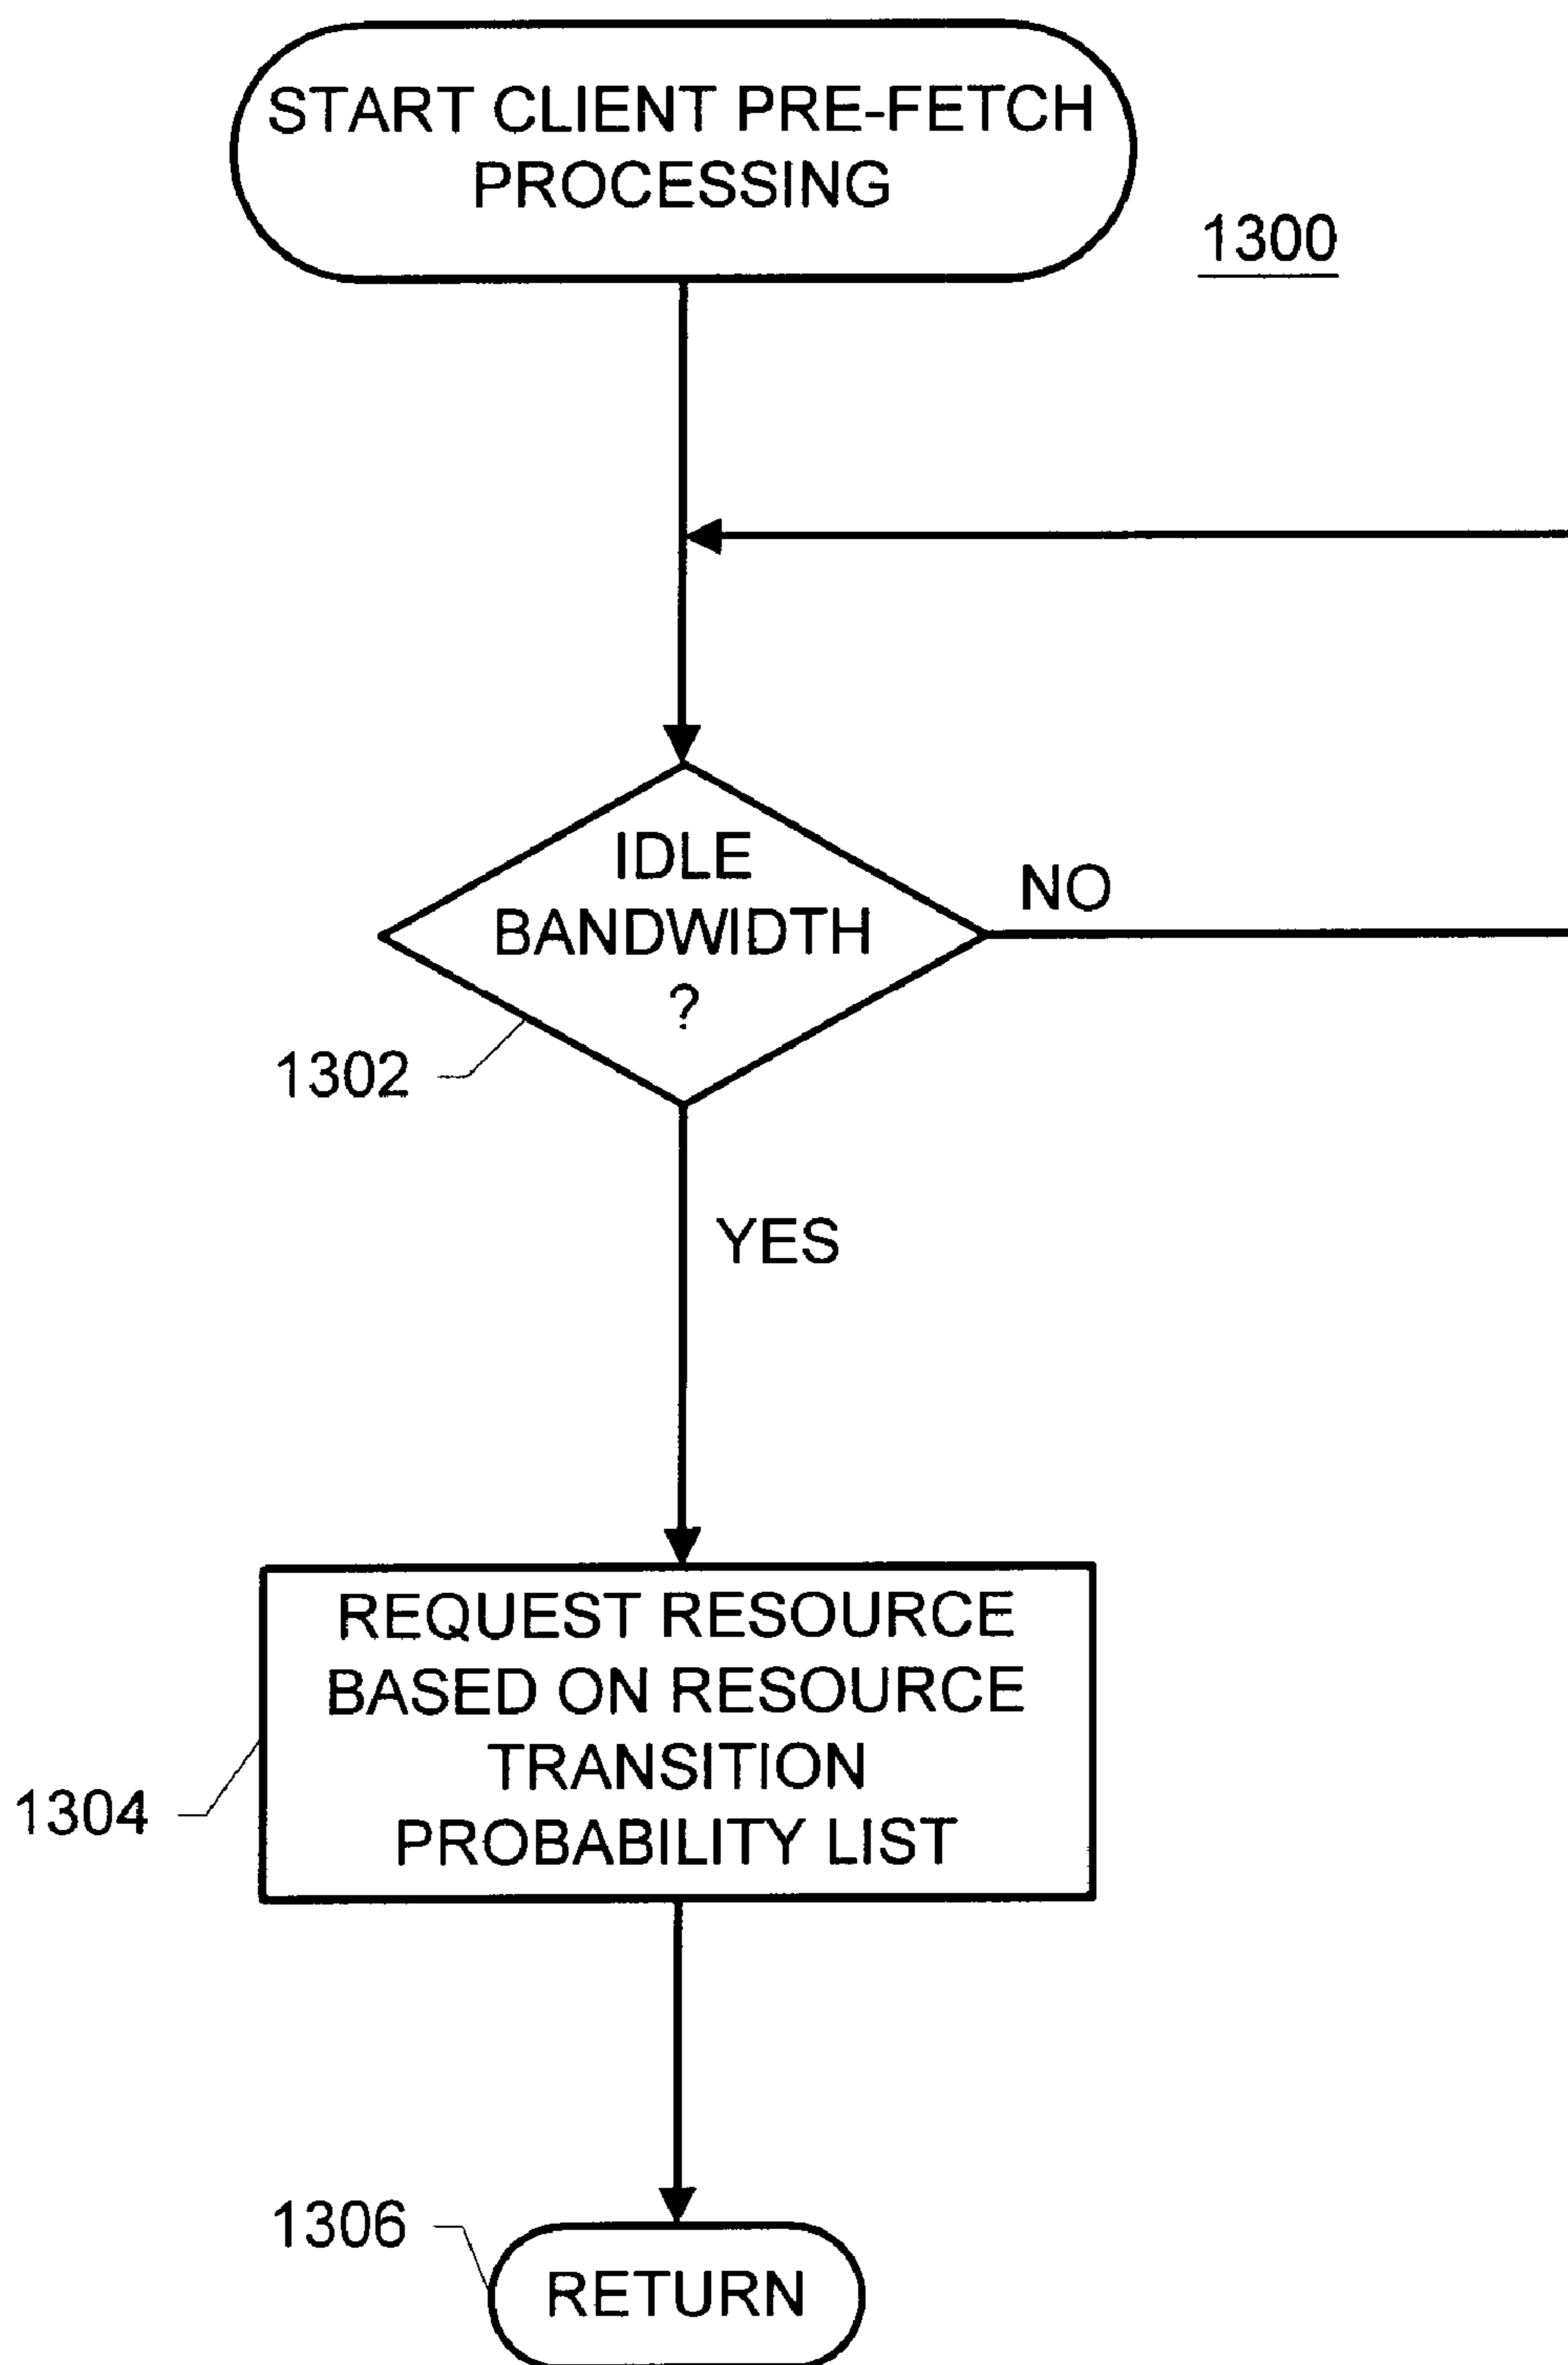 START CLIENT PRE-FETCH
PROCESSING
1300
IDLE
BANDWIDTH
?
NO
1302
YES
REQUEST RESOURCE
BASED ON RESOURCE
TRANSITION
PROBABILITY LIST
1304
1306
RETURN